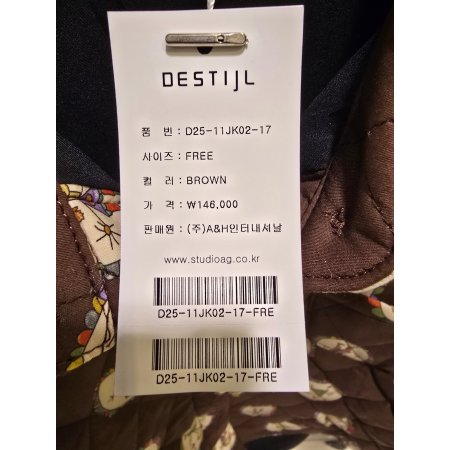 DESTIJL
품 번 : D25-11JK02-17
사이즈 : FREE
컬 러 : BROWN
가 격 : ₩146,000
판매원 : (주)A&H인터내셔날
www.studioag.co.kr
D25-11JK02-17-FRE
D25-11JK02-17-FRE